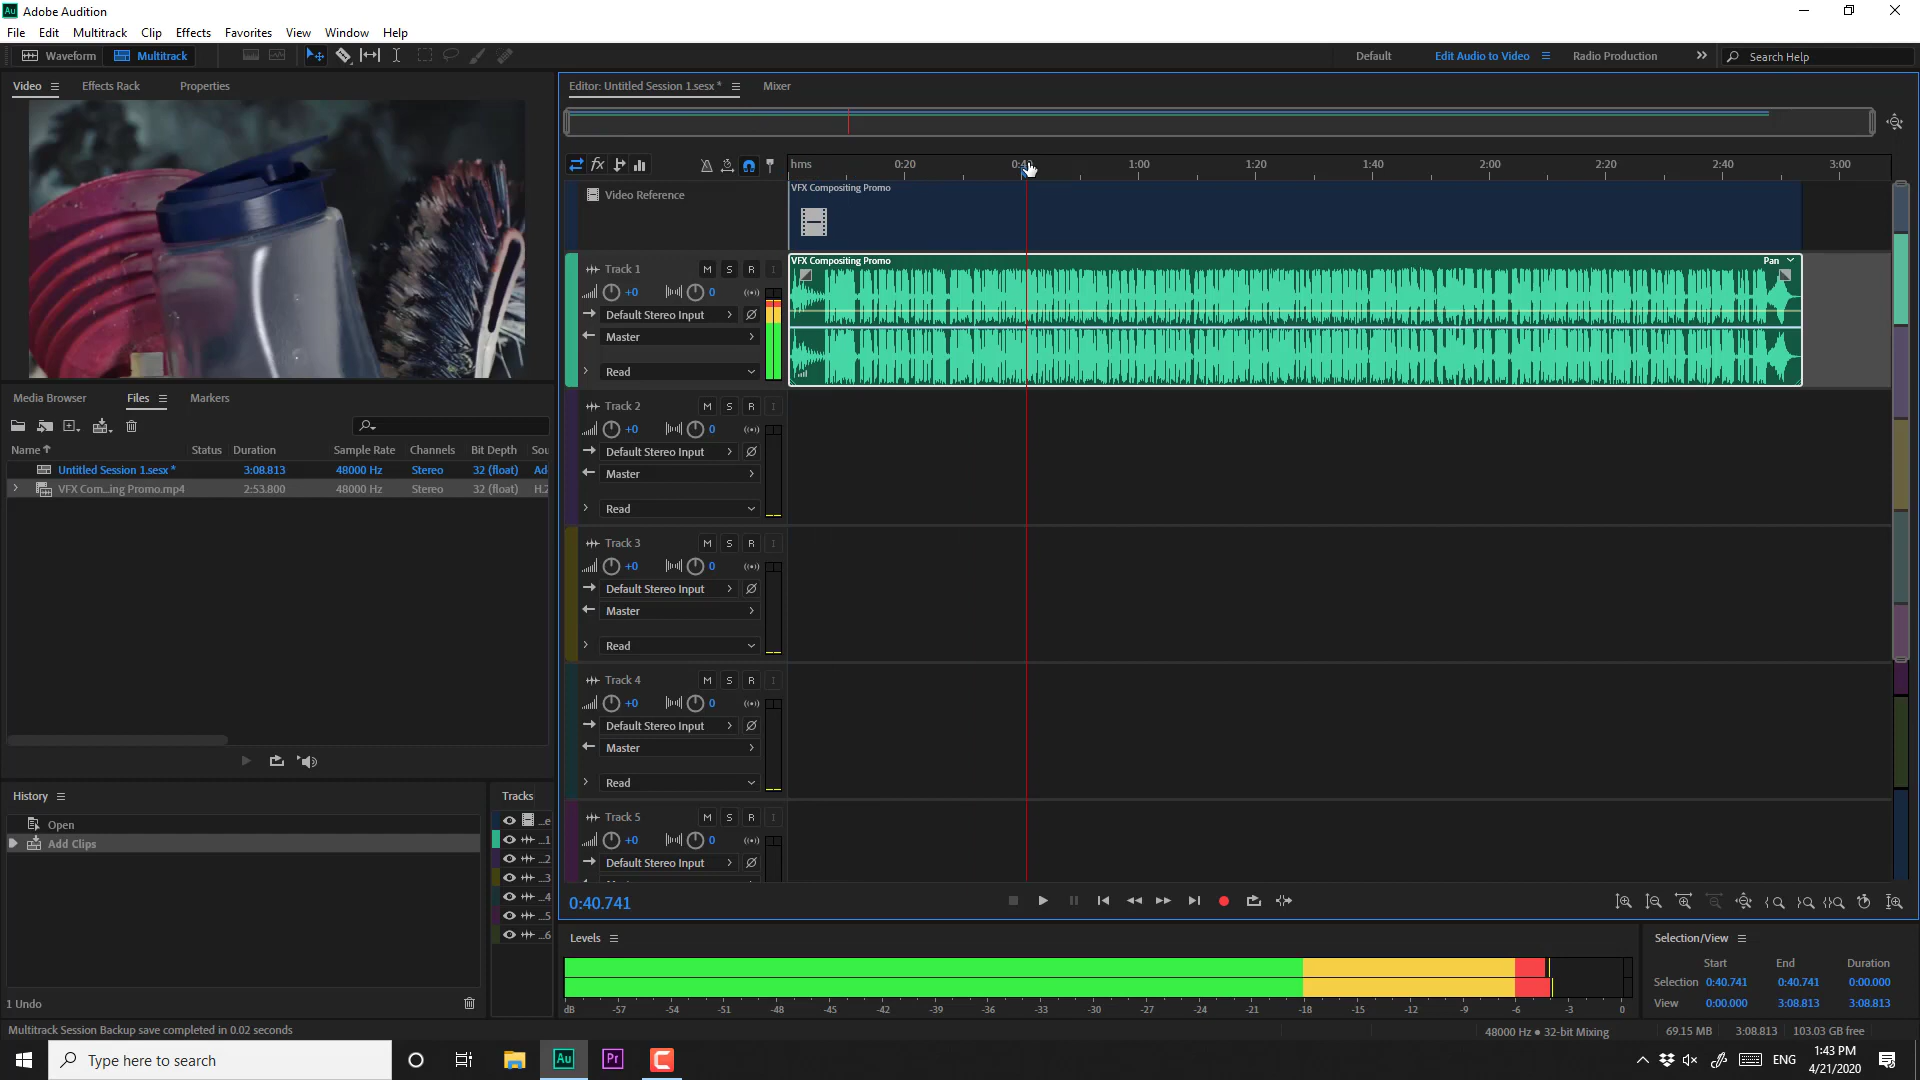 Au Adobe Audition
File Edit Multitrack Clip Effects Favorites View Window Help
Waveform Multitrack Default Edit Audio to Video Radio Production Search Help
Video Effects Rack Properties
Editor: Untitled Session 1.sesx * Mixer
hms 0:20 0:40 1:00 1:20 1:40 2:00 2:20 2:40 3:00
Video Reference VFX Compositing Promo
Track 1 M S R I VFX Compositing Promo Pan
+0 0
Default Stereo Input
Master
Read
Track 2 M S R I
+0 0
Default Stereo Input
Master
Read
Track 3 M S R I
+0 0
Default Stereo Input
Master
Read
Track 4 M S R I
+0 0
Default Stereo Input
Master
Read
Track 5 M S R I
+0 0
Default Stereo Input
Media Browser Files Markers
Name Status Duration Sample Rate Channels Bit Depth Sou
Untitled Session 1.sesx * 3:08.813 48000 Hz Stereo 32 (float) Ad
VFX Com...ing Promo.mp4 2:53.800 48000 Hz Stereo 32 (float) H.2
History
Open
Add Clips
1 Undo
Tracks
...e
...1
...2
...3
...4
...5
...6
0:40.741
Levels
dB -57 -54 -51 -48 -45 -42 -39 -36 -33 -30 -27 -24 -21 -18 -15 -12 -9 -6 -3 0
Selection/View
Start End Duration
Selection 0:40.741 0:40.741 0:00.000
View 0:00.000 3:08.813 3:08.813
Multitrack Session Backup save completed in 0.02 seconds
48000 Hz ● 32-bit Mixing 69.15 MB 3:08.813 103.03 GB free
Type here to search Au Pr ENG 1:43 PM
4/21/2020